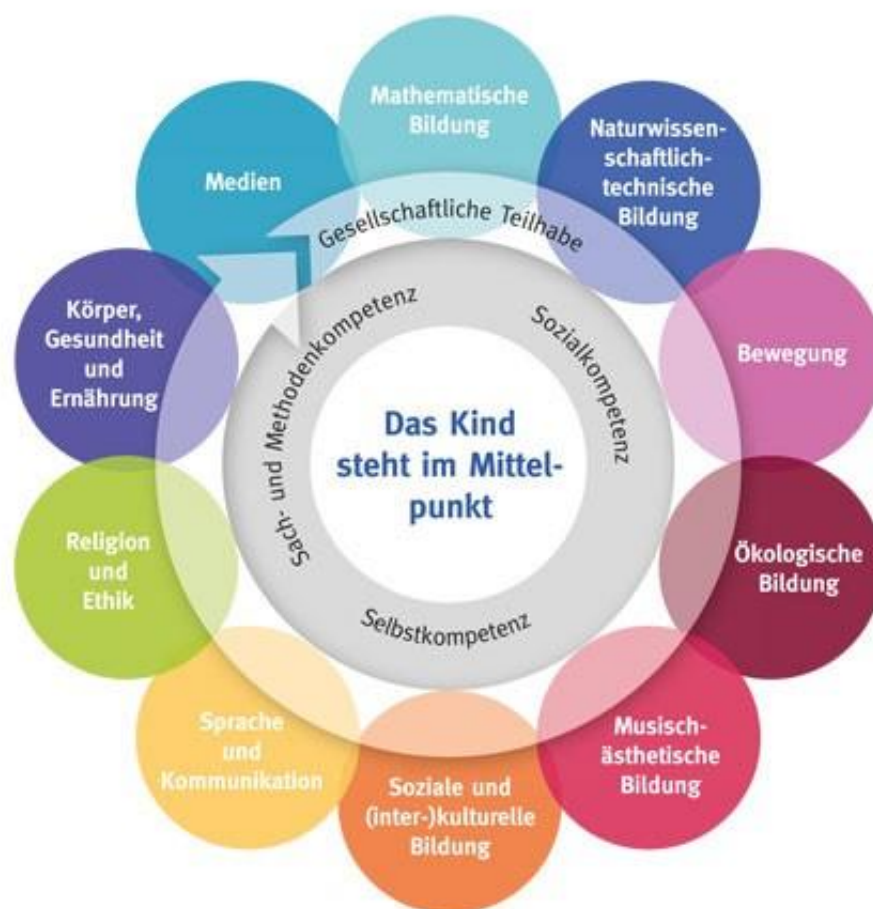 Mathematische
Bildung
Naturwissen-
schaftlich-
technische
Bildung
Bewegung
Ökologische
Bildung
Musisch-
ästhetische
Bildung
Soziale und
(inter-)kulturelle
Bildung
Sprache
und
Kommunikation
Religion
und
Ethik
Körper,
Gesundheit
und
Ernährung
Medien
Gesellschaftliche Teilhabe
Sach- und Methodenkompetenz
Sozialkompetenz
Selbstkompetenz
Das Kind
steht im Mittel-
punkt